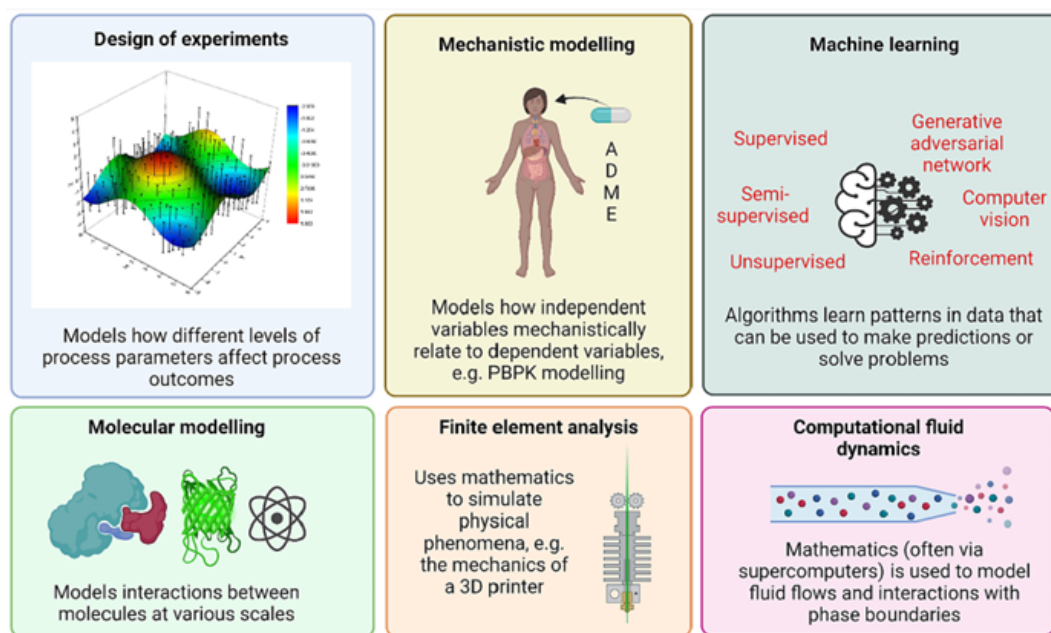 Design of experiments
Models how different levels of
process parameters affect process
outcomes
Mechanistic modelling
A
D
M
E
Models how independent
variables mechanistically
relate to dependent variables,
e.g. PBPK modelling
Machine learning
Supervised
Semi-
supervised
Unsupervised
Generative
adversarial
network
Computer
vision
Reinforcement
Algorithms learn patterns in data that
can be used to make predictions or
solve problems
Molecular modelling
Models interactions between
molecules at various scales
Finite element analysis
Uses mathematics
to simulate
physical
phenomena, e.g.
the mechanics of
a 3D printer
Computational fluid
dynamics
Mathematics (often via
supercomputers) is used to model
fluid flows and interactions with
phase boundaries